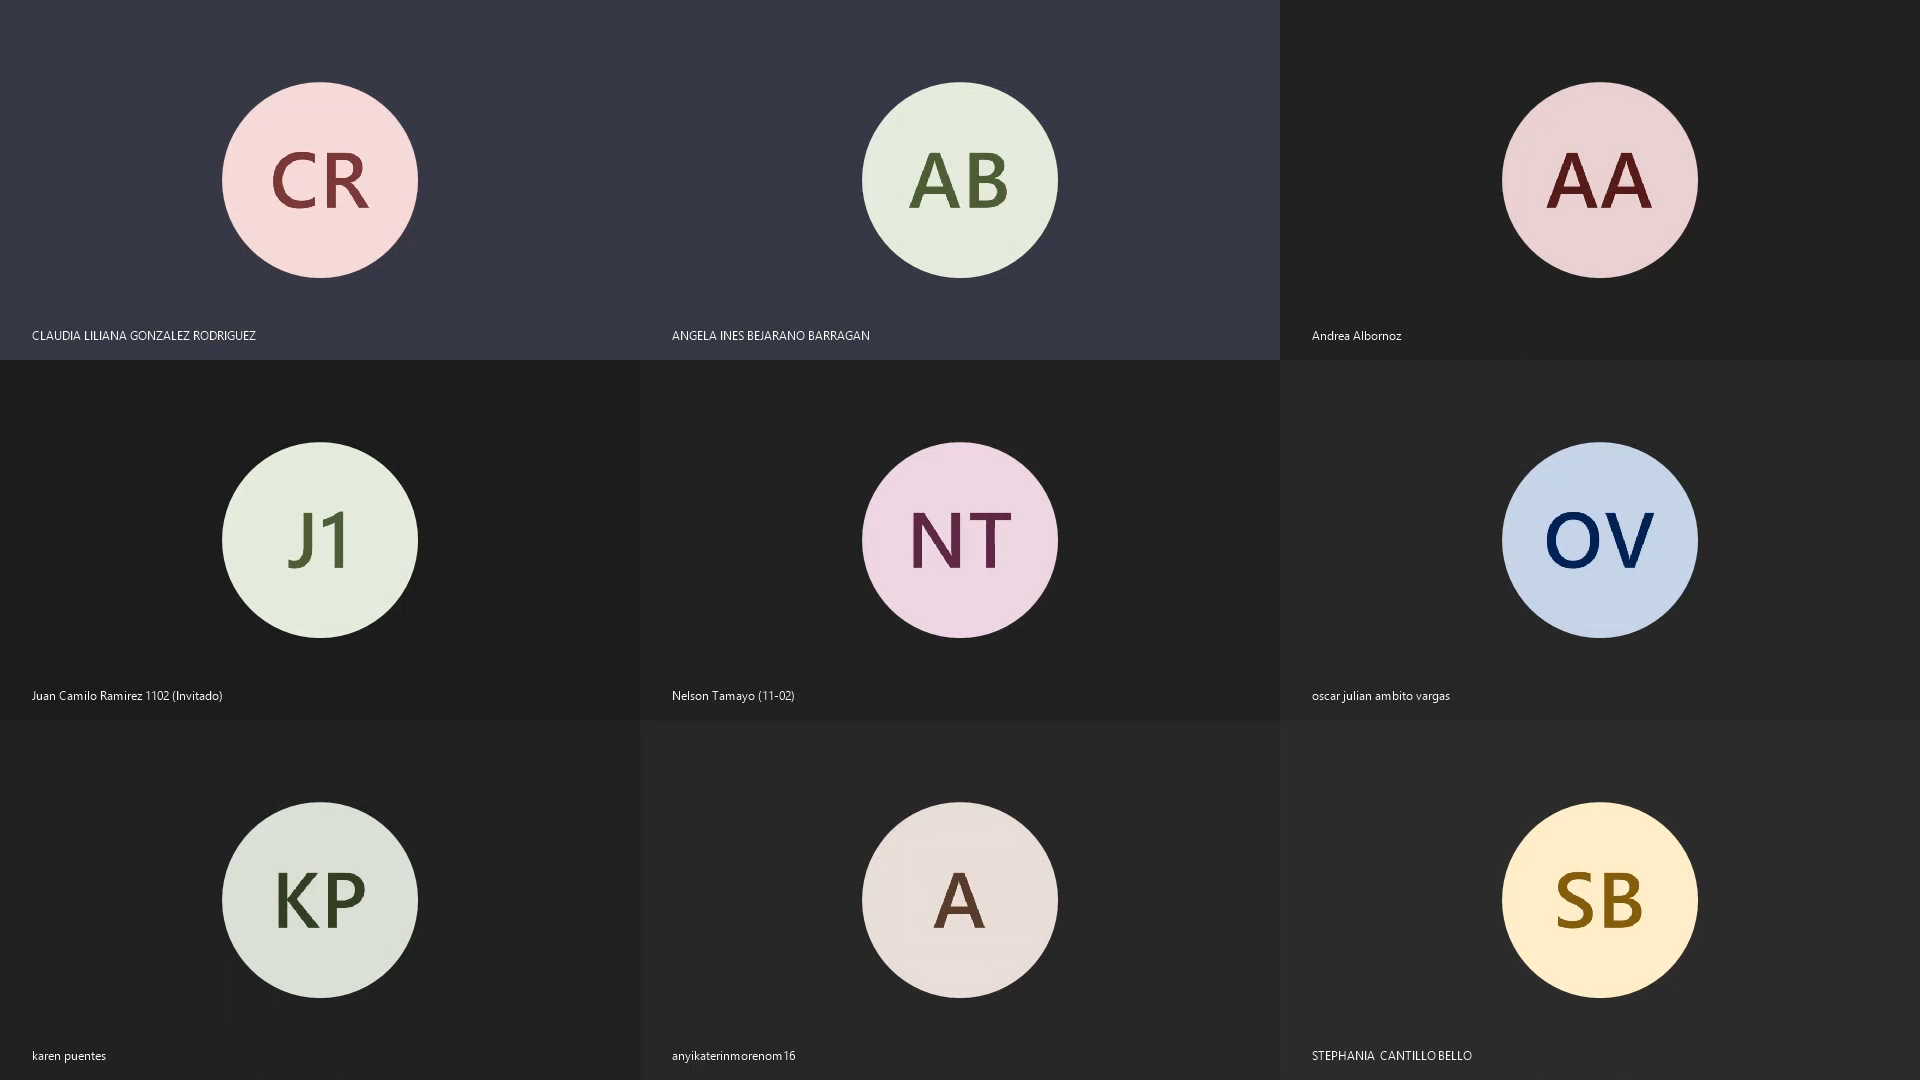 CR
CLAUDIA LILIANA GONZALEZ RODRIGUEZ
AB
ANGELA INES BEJARANO BARRAGAN
AA
Andrea Albornoz
J1
Juan Camilo Ramirez 1102 (Invitado)
NT
Nelson Tamayo (11-02)
OV
oscar julian ambito vargas
KP
karen puentes
A
anyikaterinmorenom16
SB
STEPHANIA CANTILLO BELLO